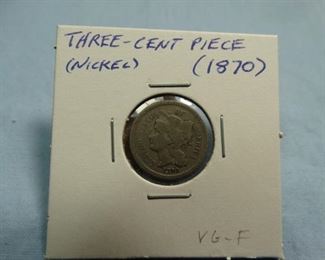 THREE-CENT PIECE
(NICKEL) (1870)
VG-F